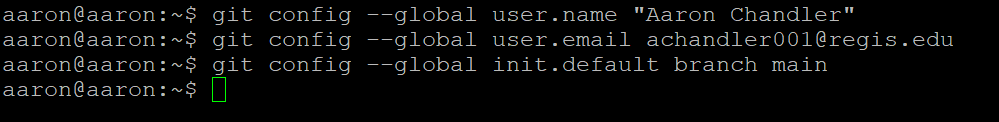 aaron@aaron:~$ git config --global user.name "Aaron Chandler"
aaron@aaron:~$ git config --global user.email achandler001@regis.edu
aaron@aaron:~$ git config --global init.default branch main
aaron@aaron:~$